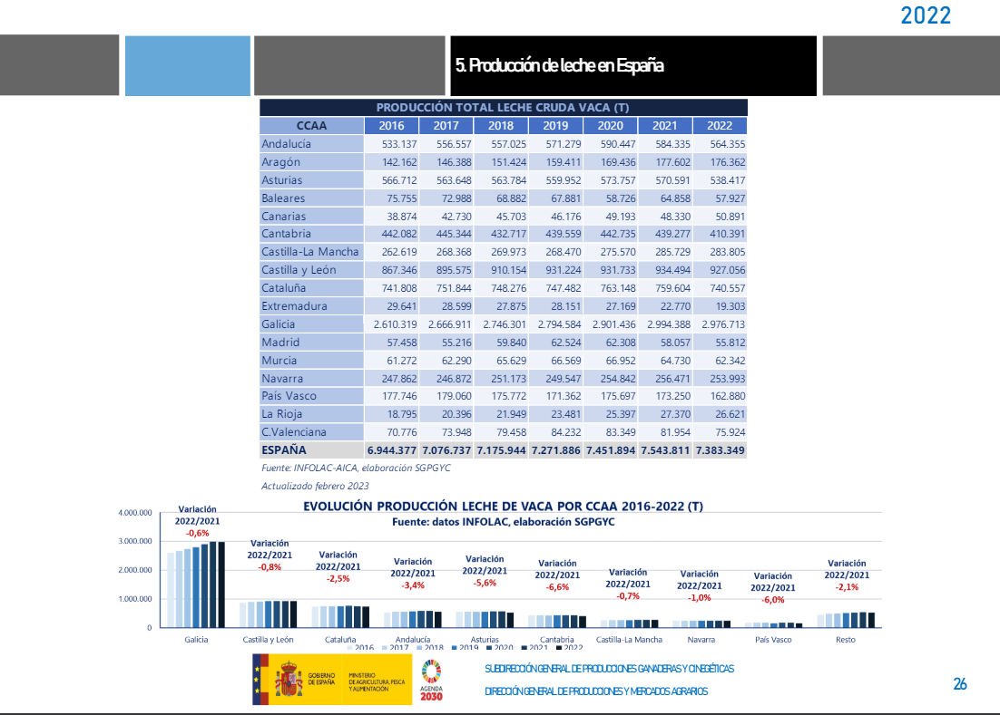 2022
5. Producción de leche en España
PRODUCCIÓN TOTAL LECHE CRUDA VACA (T)
CCAA 2016 2017 2018 2019 2020 2021 2022
Andalucía 533.137 556.557 557.025 571.279 590.447 584.335 564.355
Aragón 142.162 146.388 151.424 159.411 169.436 177.602 176.362
Asturias 566.712 563.648 563.784 559.952 573.757 570.591 538.417
Baleares 75.755 72.988 68.882 67.881 58.726 64.858 57.927
Canarias 38.874 42.730 45.703 46.176 49.193 48.330 50.891
Cantabria 442.082 445.344 432.717 439.559 442.735 439.277 410.391
Castilla-La Mancha 262.619 268.368 269.973 268.470 275.570 285.729 283.805
Castilla y León 867.346 895.575 910.154 931.224 931.733 934.494 927.056
Cataluña 741.808 751.844 748.276 747.482 763.148 759.604 740.557
Extremadura 29.641 28.599 27.875 28.151 27.169 22.770 19.303
Galicia 2.610.319 2.666.911 2.746.301 2.794.584 2.901.436 2.994.388 2.976.713
Madrid 57.458 55.216 59.840 62.524 62.308 58.057 55.812
Murcia 61.272 62.290 65.629 66.569 66.952 64.730 62.342
Navarra 247.862 246.872 251.173 249.547 254.842 256.471 253.993
País Vasco 177.746 179.060 175.772 171.362 175.697 173.250 162.880
La Rioja 18.795 20.396 21.949 23.481 25.397 27.370 26.621
C.Valenciana 70.776 73.948 79.458 84.232 83.349 81.954 75.924
ESPAÑA 6.944.377 7.076.737 7.175.944 7.271.886 7.451.894 7.543.811 7.383.349
Fuente: INFOLAC-AICA, elaboración SGPGYC
Actualizado febrero 2023
EVOLUCIÓN PRODUCCIÓN LECHE DE VACA POR CCAA 2016-2022 (T)
Fuente: datos INFOLAC, elaboración SGPGYC
4.000.000
3.000.000
2.000.000
1.000.000
0
Variación
2022/2021
-0,6%
Variación
2022/2021
-0,8%
Variación
2022/2021
-2,5%
Variación
2022/2021
-3,4%
Variación
2022/2021
-5,6%
Variación
2022/2021
-6,6%
Variación
2022/2021
-0,7%
Variación
2022/2021
-1,0%
Variación
2022/2021
-6,0%
Variación
2022/2021
-2,1%
Galicia Castilla y León Cataluña Andalucía Asturias Cantabria Castilla-La Mancha Navarra País Vasco Resto
2016 2017 2018 2019 2020 2021 2022
GOBIERNO
DE ESPAÑA
MINISTERIO
DE AGRICULTURA, PESCA
Y ALIMENTACIÓN
AGENDA
2030
SUBDIRECCIÓN GENERAL DE PRODUCCIONES GANADERAS Y CINEGÉTICAS
DIRECCIÓN GENERAL DE PRODUCCIONES Y MERCADOS AGRARIOS
26